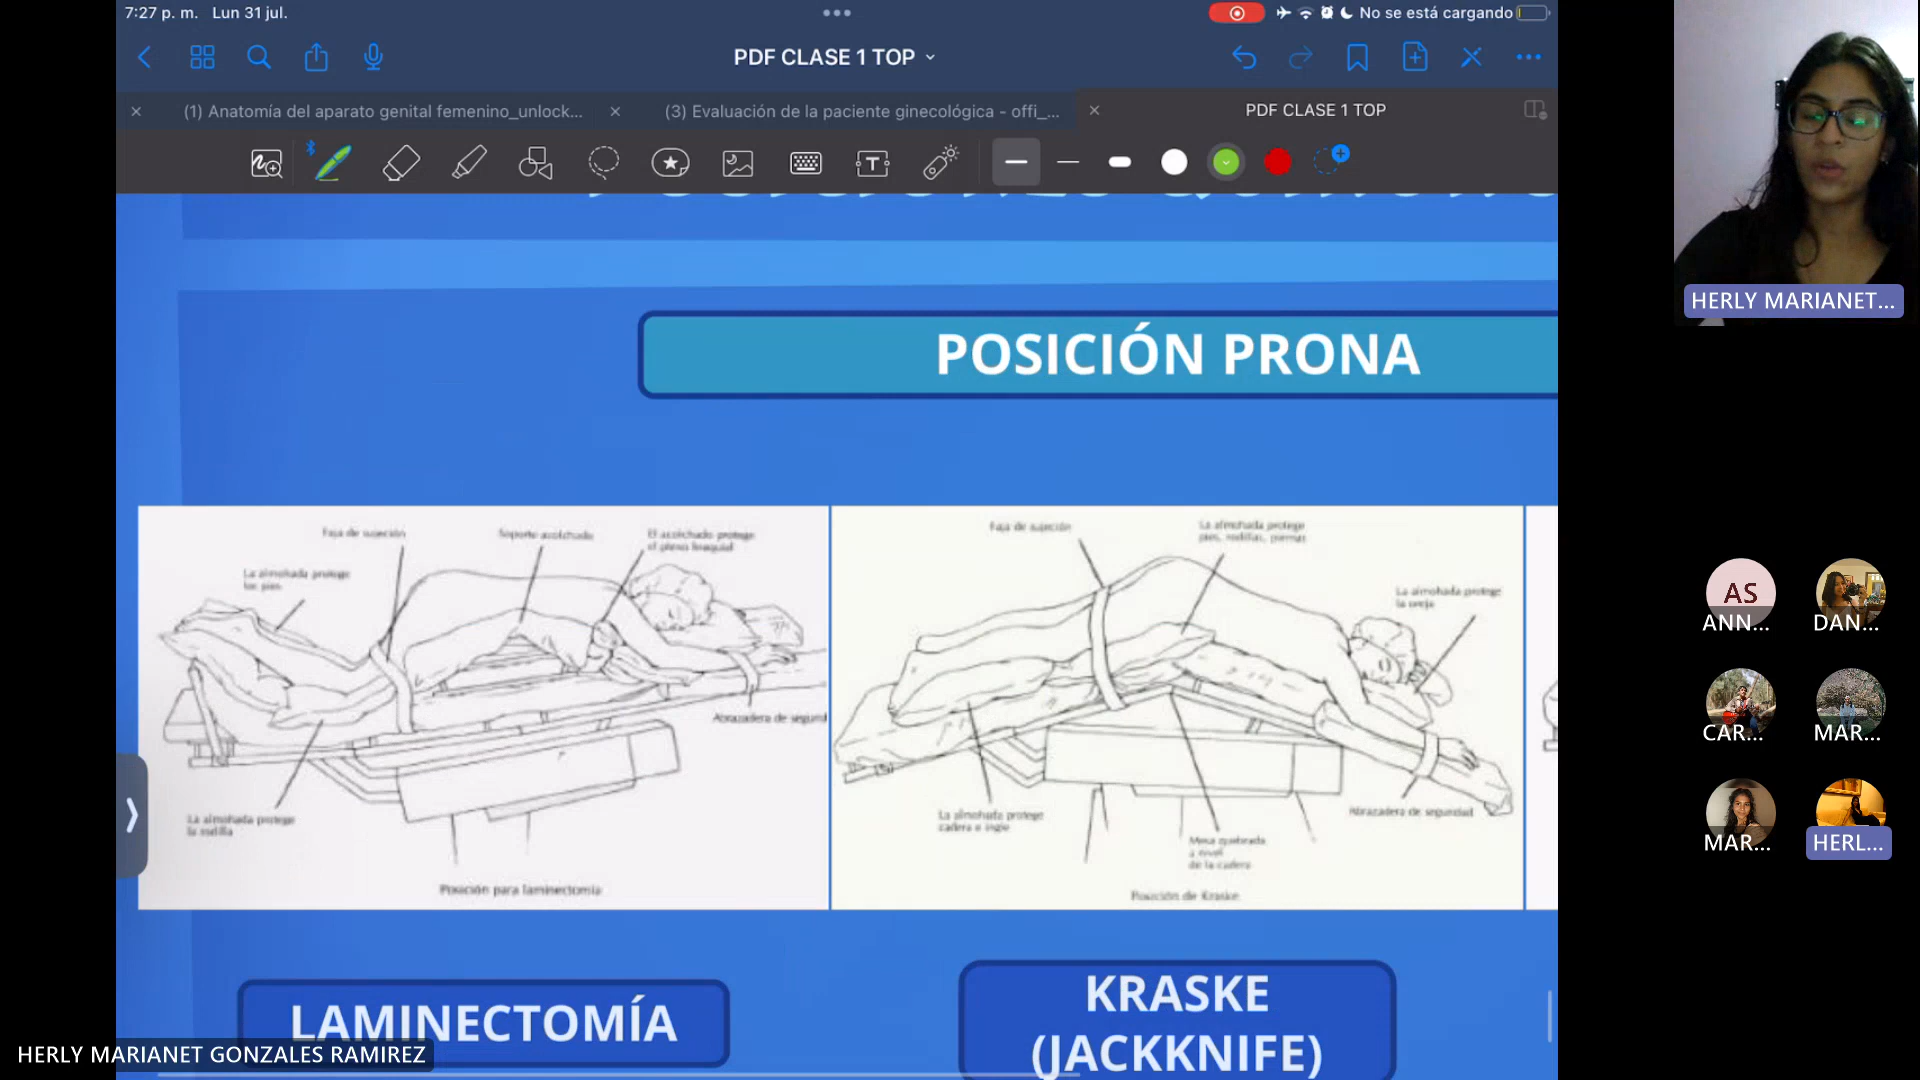 7:27 p. m. Lun 31 jul.
No se está cargando
PDF CLASE 1 TOP
(1) Anatomía del aparato genital femenino_unlock...
(3) Evaluación de la paciente ginecológica - offi_...
PDF CLASE 1 TOP
POSICIÓN PRONA
Faja de sujeción
Soporte acolchado
El acolchado protege
el plexo braquial
La almohada protege
los pies
Abrazadera de segurid
La almohada protege
la rodilla
Posición para laminectomía
Faja de sujeción
La almohada protege
pies, rodillas, piernas
La almohada protege
la oreja
La almohada protege
cadera e ingle
Mesa quebrada
a nivel
de la cadera
Abrazadera de seguridad
Posición de Kraske
LAMINECTOMÍA
KRASKE
(JACKKNIFE)
HERLY MARIANET GONZALES RAMIREZ
HERLY MARIANET...
AS
ANN...
DAN...
CAR...
MAR...
MAR...
HERL...